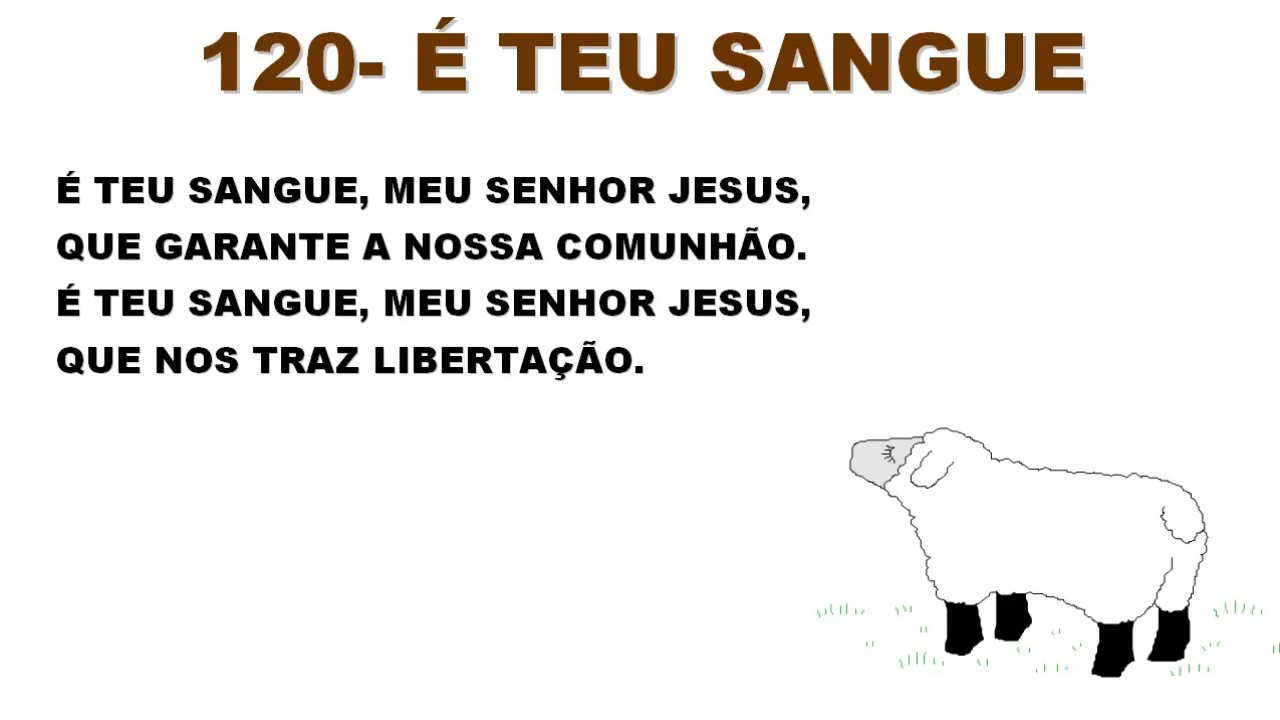 120- É TEU SANGUE
É TEU SANGUE, MEU SENHOR JESUS,
QUE GARANTE A NOSSA COMUNHÃO.
É TEU SANGUE, MEU SENHOR JESUS,
QUE NOS TRAZ LIBERTAÇÃO.